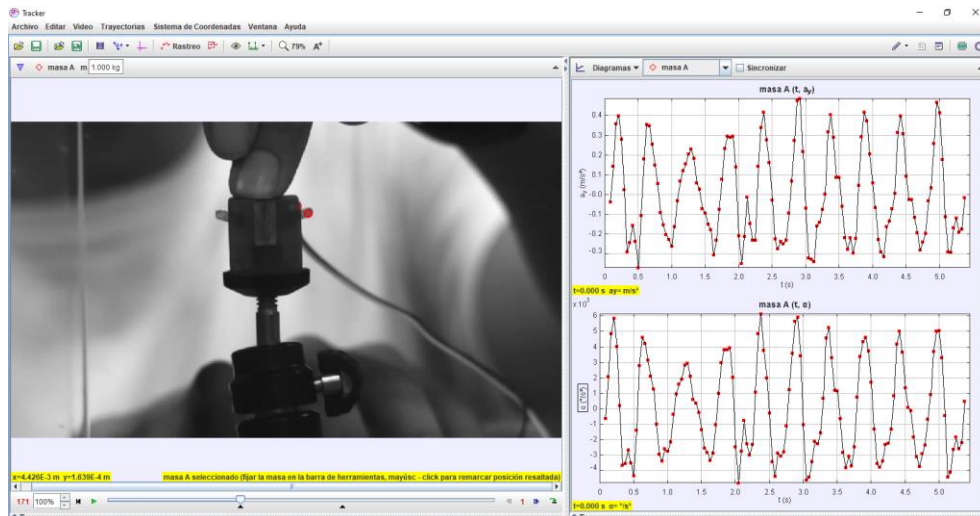 Tracker
Archivo Editar Video Trayectorias Sistema de Coordenadas Ventana Ayuda
Rastreo 79%
masa A m 1.000 kg
Diagramas masa A Sincronizar
masa A (t, ay)
ay (m/s²)
0.4
0.3
0.2
0.1
-0.0
-0.1
-0.2
-0.3
0 0.5 1.0 1.5 2.0 2.5 3.0 3.5 4.0 4.5 5.0
t (s)
t=0.000 s ay= m/s²
x 10³
masa A (t, α)
α (°/s²)
6
5
4
3
2
1
0
-1
-2
-3
-4
0 0.5 1.0 1.5 2.0 2.5 3.0 3.5 4.0 4.5 5.0
t (s)
t=0.000 s α= °/s²
x=4.426E-3 m y=1.639E-4 m masa A seleccionado (fijar la masa en la barra de herramientas, mayúsc - click para remarcar posición resaltada)
171 100% 1